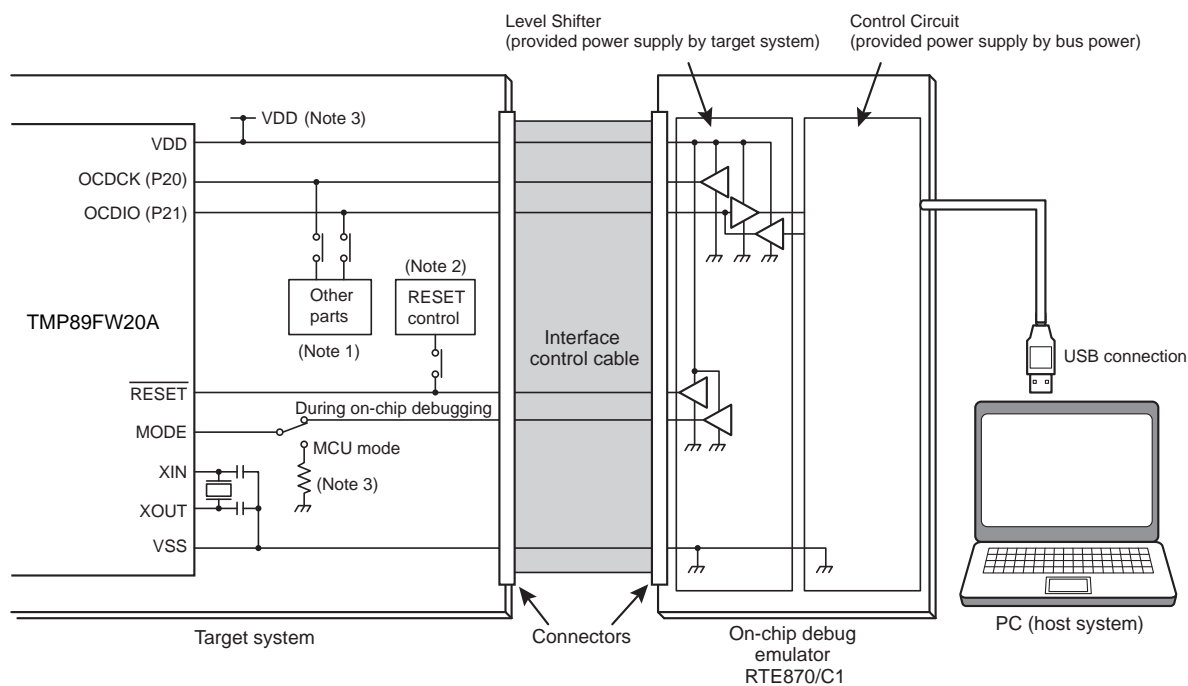 Level Shifter
(provided power supply by target system)
Control Circuit
(provided power supply by bus power)
VDD (Note 3)
VDD
OCDCK (P20)
OCDIO (P21)
(Note 2)
Other
parts
RESET
control
TMP89FW20A
(Note 1)
Interface
control cable
USB connection
RESET
During on-chip debugging
MODE
MCU mode
XIN
(Note 3)
XOUT
VSS
Target system
Connectors
On-chip debug
emulator
RTE870/C1
PC (host system)